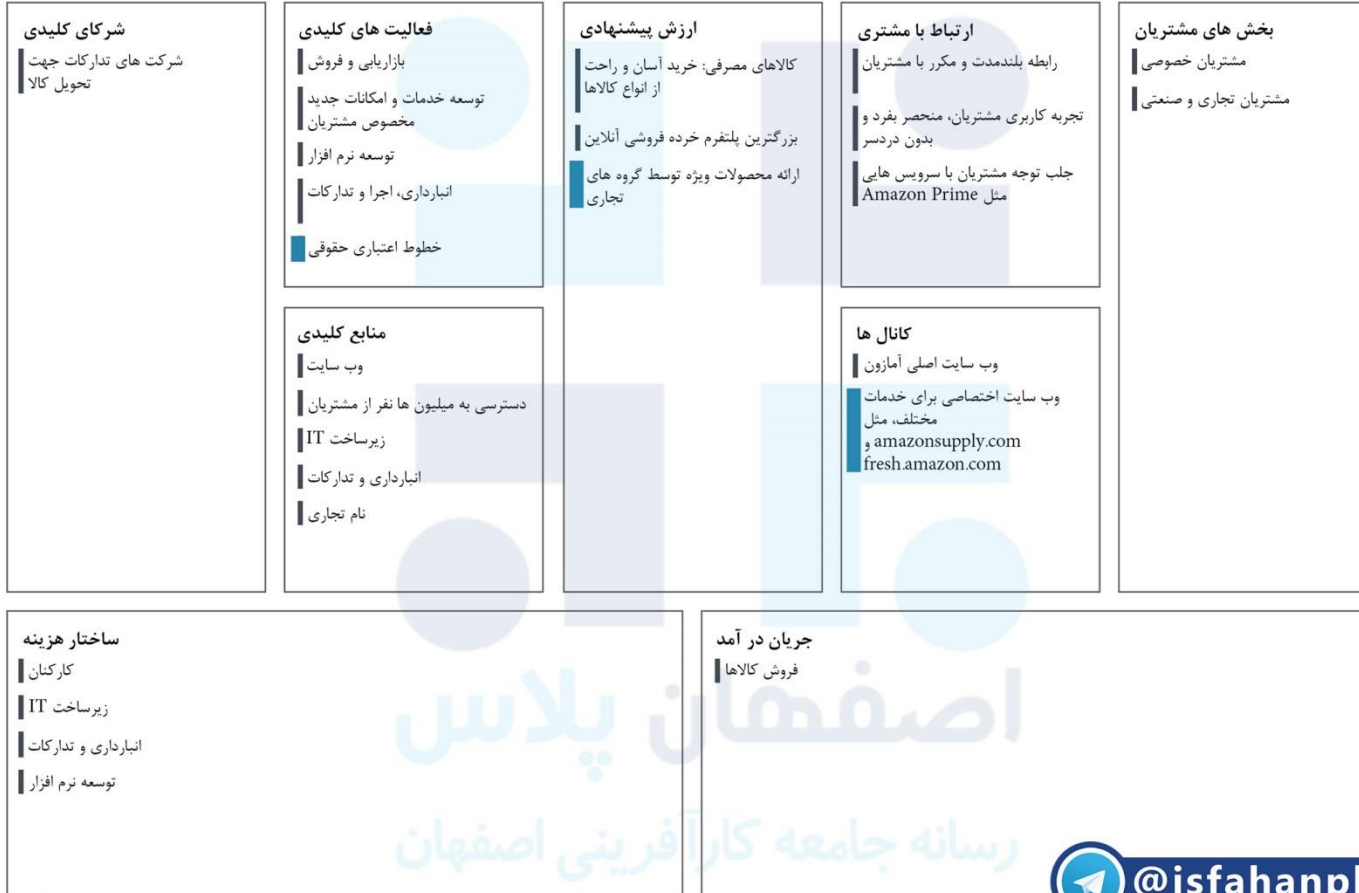 شرکای کلیدی
شرکت های تدارکات جهت
تحویل کالا
فعالیت های کلیدی
بازاریابی و فروش
توسعه خدمات و امکانات جدید
مخصوص مشتریان
توسعه نرم افزار
انبارداری، اجرا و تدارکات
خطوط اعتباری حقوقی
منابع کلیدی
وب سایت
دسترسی به میلیون ها نفر از مشتریان
زیرساخت IT
انبارداری و تدارکات
نام تجاری
ارزش پیشنهادی
کالاهای مصرفی: خرید آسان و راحت
از انواع کالاها
بزرگترین پلتفرم خرده فروشی آنلاین
ارائه محصولات ویژه توسط گروه های
تجاری
ارتباط با مشتری
رابطه بلندمدت و مکرر با مشتریان
تجربه کاربری مشتریان، منحصر بفرد و
بدون دردسر
جلب توجه مشتریان با سرویس هایی
مثل Amazon Prime
کانال ها
وب سایت اصلی آمازون
وب سایت اختصاصی برای خدمات
مختلف، مثل
amazonsupply.com و
fresh.amazon.com
بخش های مشتریان
مشتریان خصوصی
مشتریان تجاری و صنعتی
ساختار هزینه
کارکنان
زیرساخت IT
انبارداری و تدارکات
توسعه نرم افزار
جریان در آمد
فروش کالاها
اصفهان پلاس
رسانه جامعه کارآفرینی اصفهان
@isfahanpl